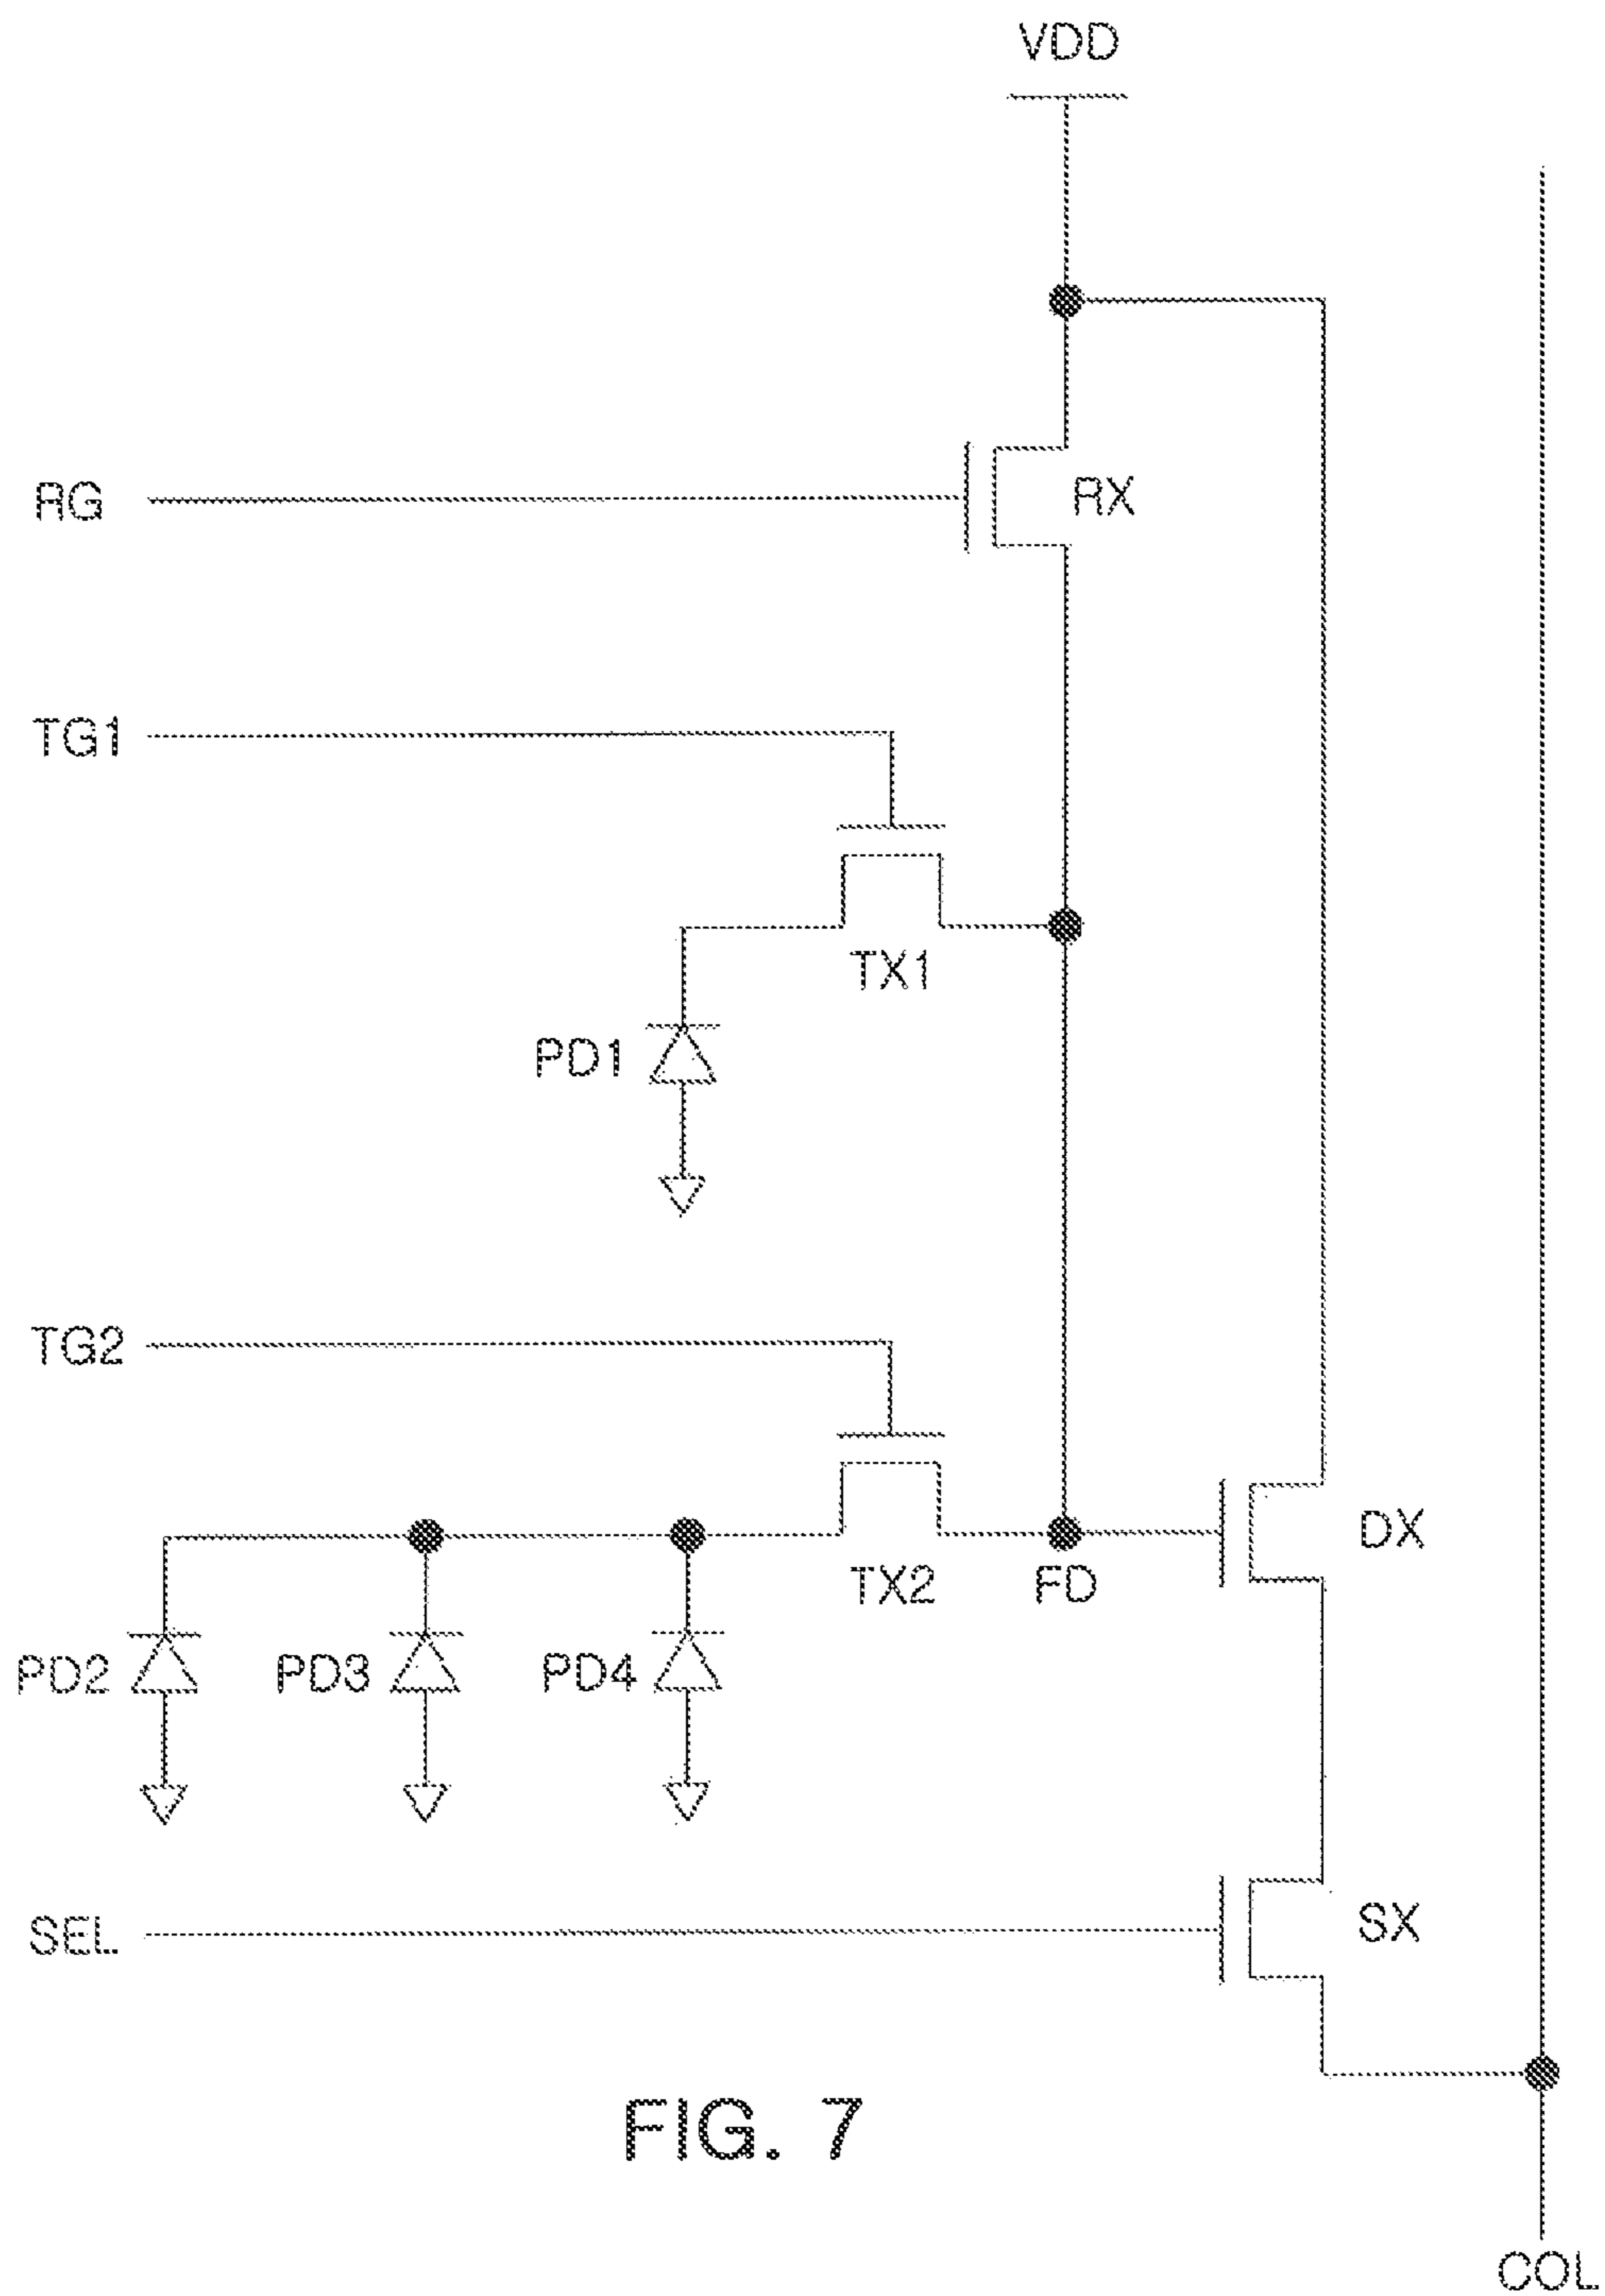 VDD
RG
RX
TG1
TX1
PD1
TG2
TX2
FD
DX
PD2
PD3
PD4
SEL
SX
FIG. 7
COL